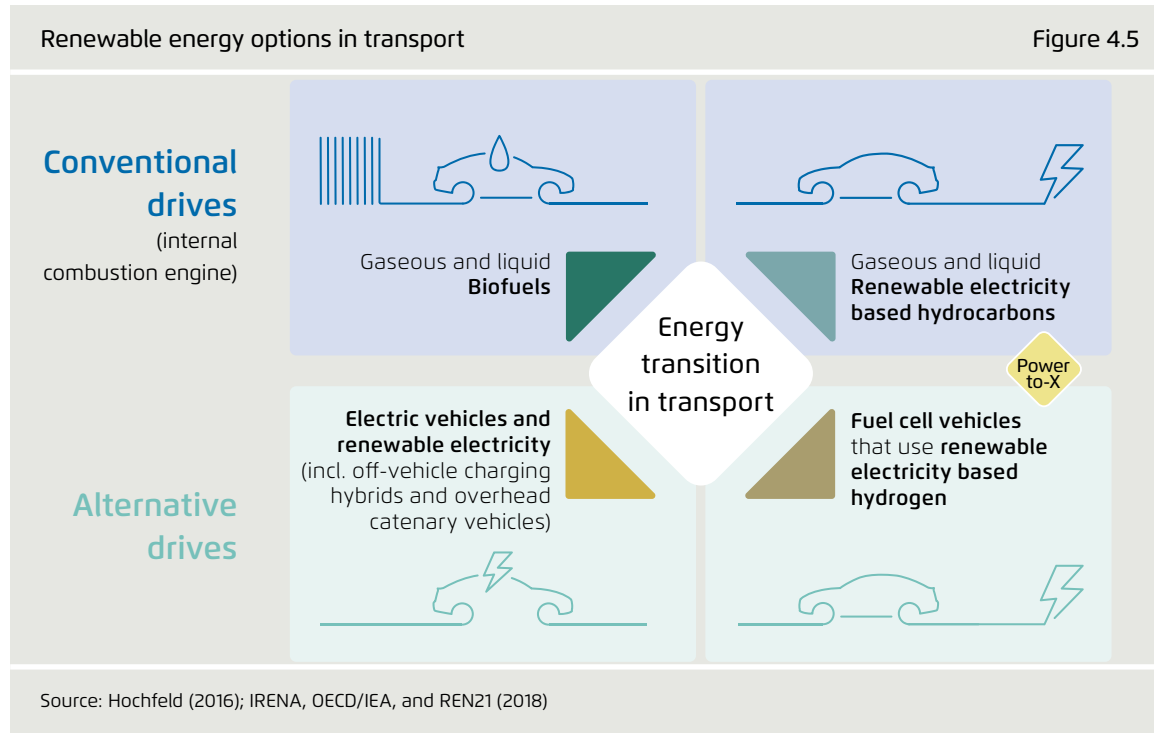 Renewable energy options in transport
Figure 4.5
Conventional
drives
(internal
combustion engine)
Gaseous and liquid
Biofuels
Gaseous and liquid
Renewable electricity
based hydrocarbons
Energy
transition
in transport
Power
to-X
Alternative
drives
Electric vehicles and
renewable electricity
(incl. off-vehicle charging
hybrids and overhead
catenary vehicles)
Fuel cell vehicles
that use renewable
electricity based
hydrogen
Source: Hochfeld (2016); IRENA, OECD/IEA, and REN21 (2018)